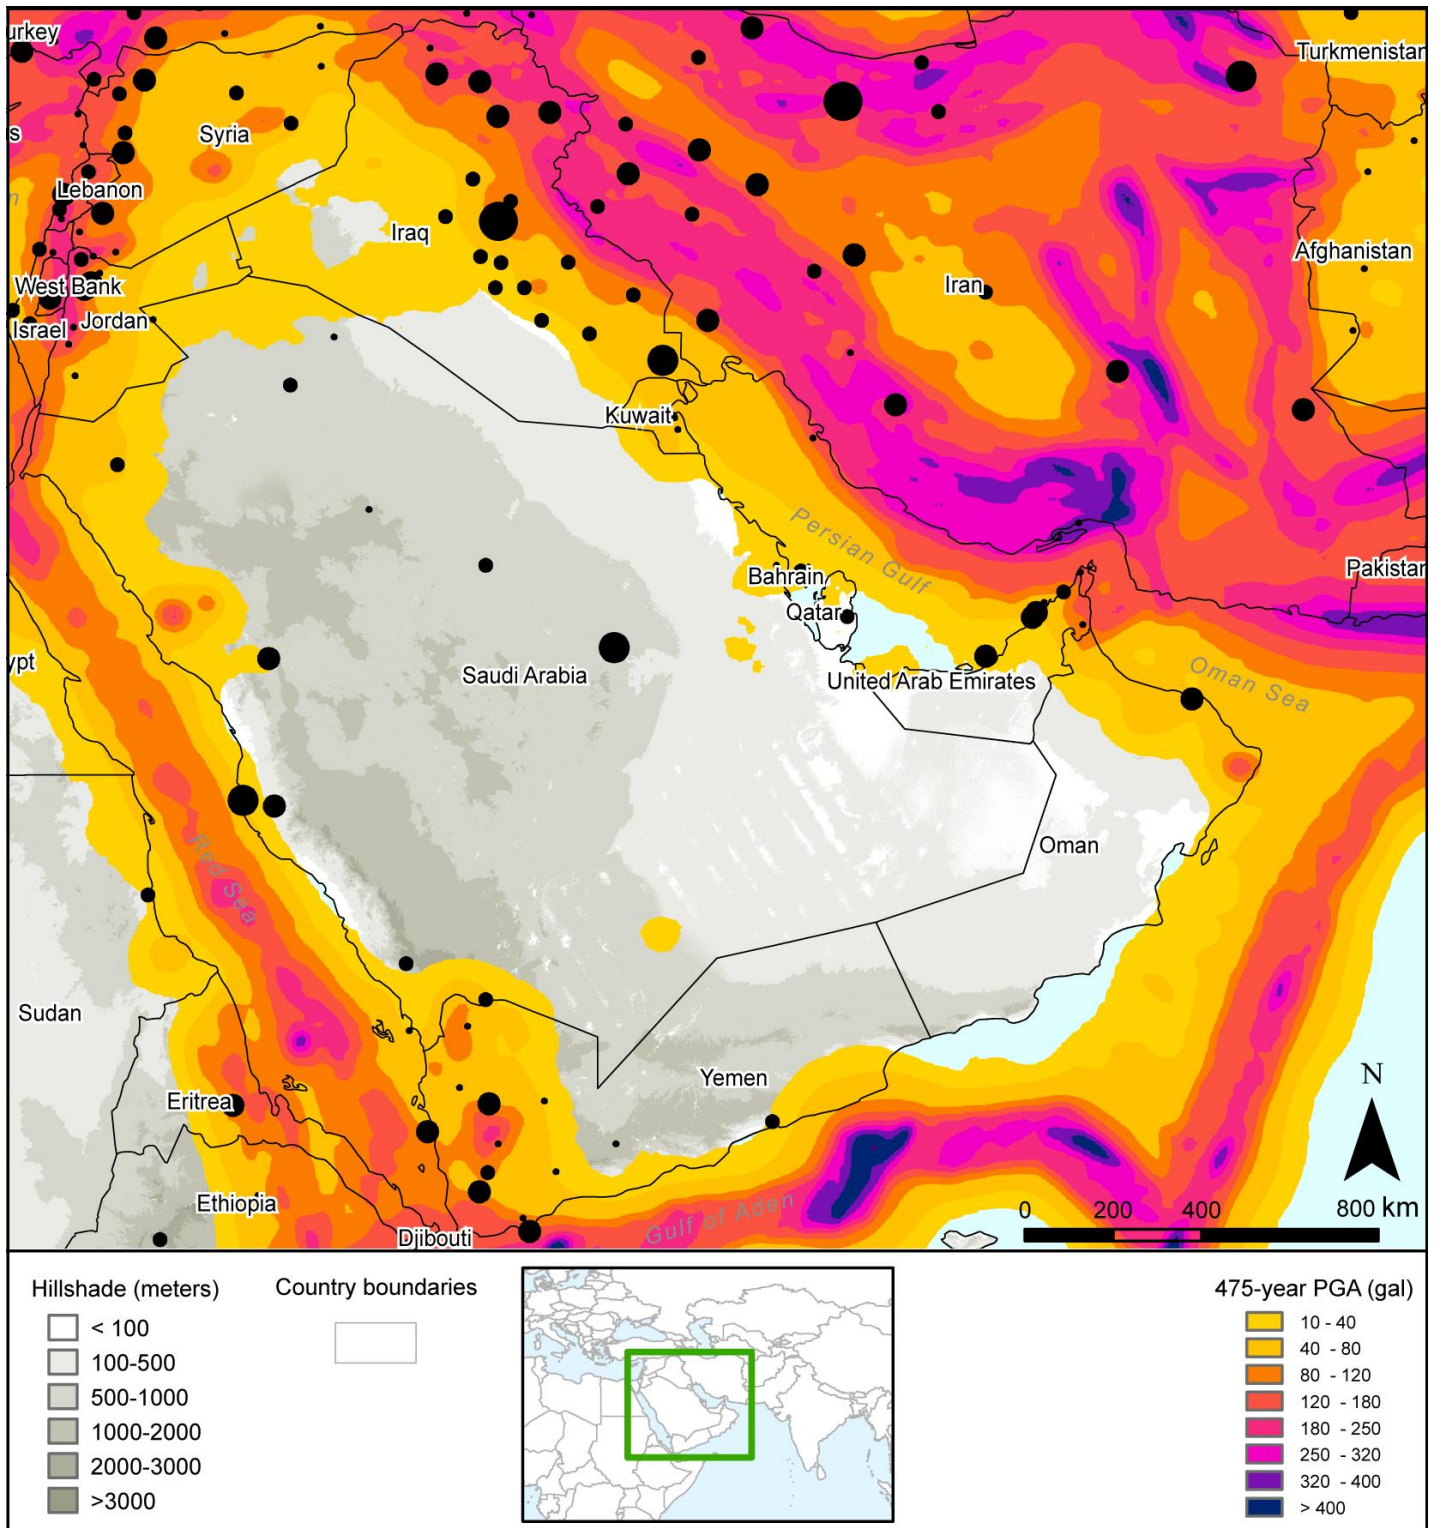 urkey
Turkmenistan
s
Syria
Lebanon
n
Iraq
Afghanistan
West Bank
Iran
Israel
Jordan
Kuwait
Persian Gulf
Bahrain
Pakistan
Qatar
ypt
Saudi Arabia
United Arab Emirates
Oman Sea
Oman
Red Sea
Sudan
Yemen
N
Eritrea
Ethiopia
Gulf of Aden
Djibouti
0 200 400 800 km
Hillshade (meters)
< 100
100-500
500-1000
1000-2000
2000-3000
>3000
Country boundaries
475-year PGA (gal)
10 - 40
40 - 80
80 - 120
120 - 180
180 - 250
250 - 320
320 - 400
> 400